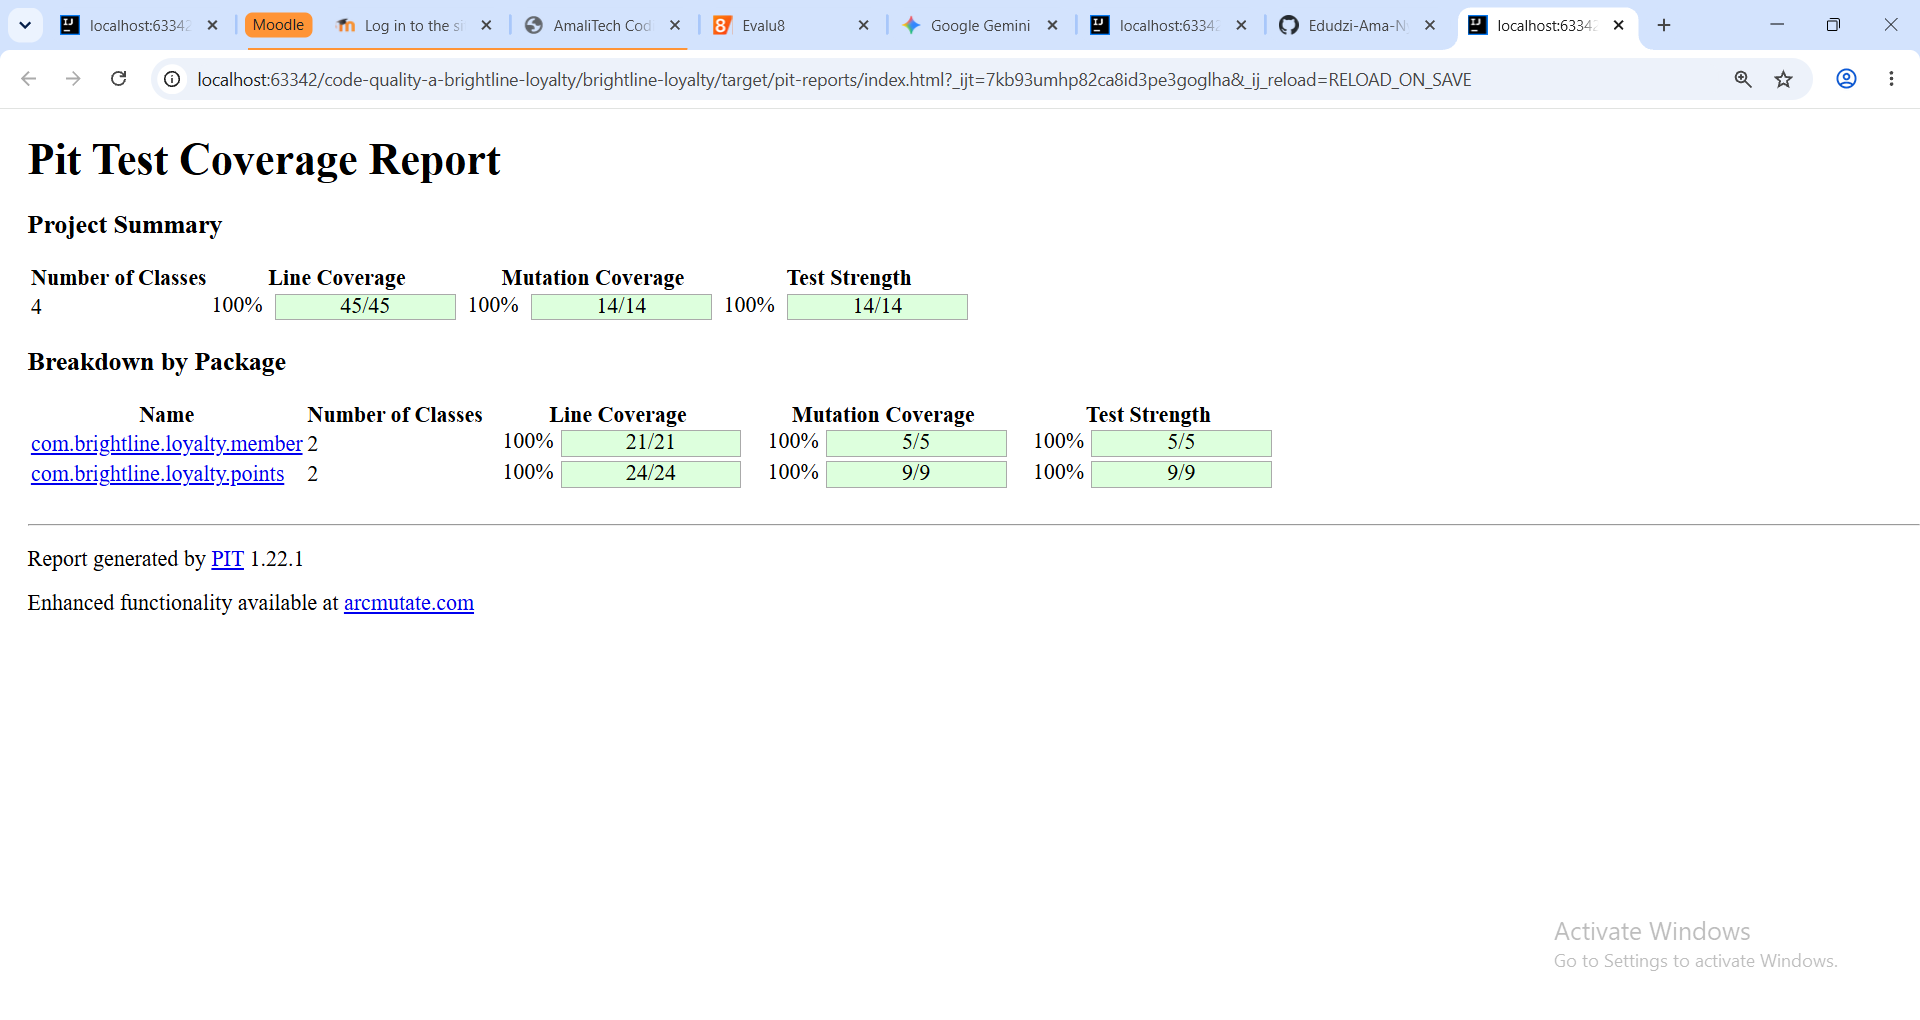 localhost:63342
Moodle
Log in to the si
AmaliTech Cod
Evalu8
Google Gemini
localhost:63342
Edudzi-Ama-N
localhost:63342
localhost:63342/code-quality-a-brightline-loyalty/brightline-loyalty/target/pit-reports/index.html?_ijt=7kb93umhp82ca8id3pe3goglha&_ij_reload=RELOAD_ON_SAVE
Pit Test Coverage Report
Project Summary
Number of Classes Line Coverage Mutation Coverage Test Strength
4 100% 45/45 100% 14/14 100% 14/14
Breakdown by Package
Name Number of Classes Line Coverage Mutation Coverage Test Strength
com.brightline.loyalty.member 2 100% 21/21 100% 5/5 100% 5/5
com.brightline.loyalty.points 2 100% 24/24 100% 9/9 100% 9/9
Report generated by PIT 1.22.1
Enhanced functionality available at arcmutate.com
Activate Windows
Go to Settings to activate Windows.